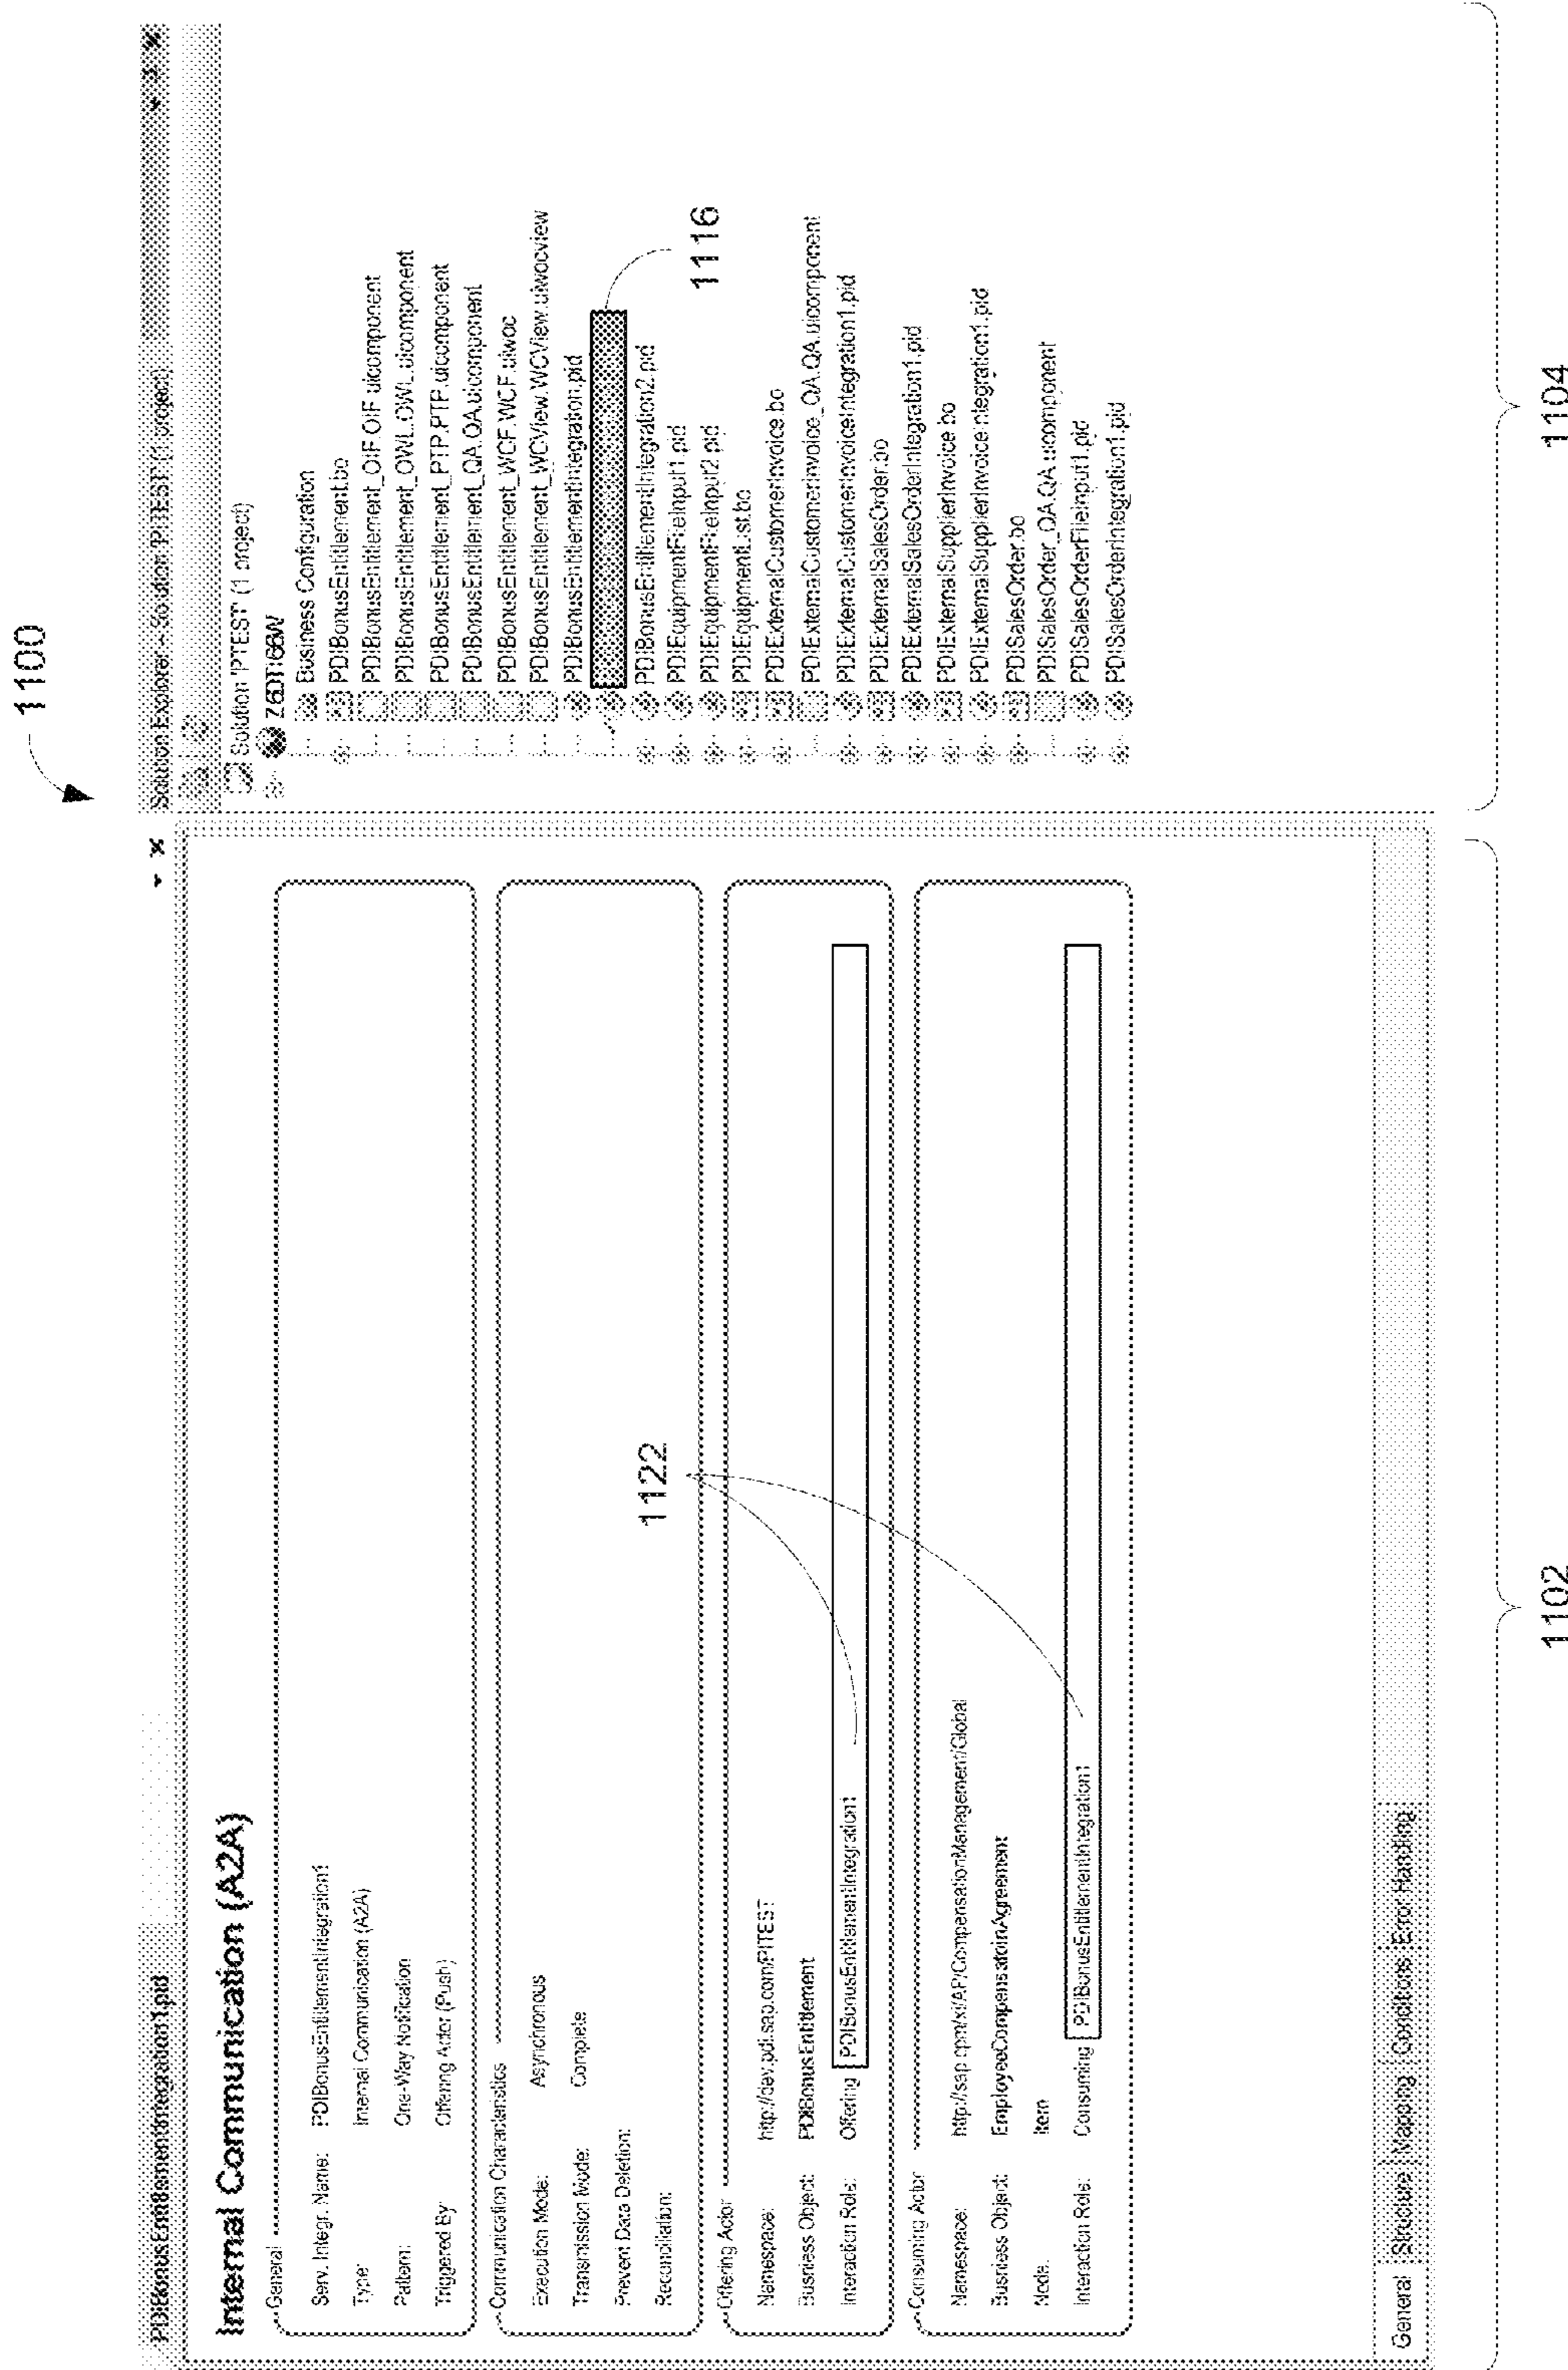 1100
PDIBonusEntitlementIntegration1.pid
Internal Communication (A2A)
General
Serv. Integr. Name: PDIBonusEntitlementIntegration1
Type: Internal Communication (A2A)
Pattern: One-Way Notification
Triggered By: Offering Actor (Push)
Communication Characteristics
Execution Mode: Asynchronous
Transmission Mode: Complete
Prevent Data Deletion:
Reconciliation:
1122
Offering Actor
Namespace: http://dev.pdi.sap.com/PITEST
Busniess Object: PDIBonusEntitlement
Interaction Role: Offering PDIBonusEntitlementIntegration1
Consuming Actor
Namespace: http://sap.com/xi/AP/CompensationManagement/Global
Busniess Object: EmployeeCompensatoinAgreement
Node: Item
Interaction Role: Consuming PDIBonusEntitlementIntegration1
General Structure Mapping Conditions Error Handling
1102
Solution Explorer - Solution 'PITEST' (1 project)
Solution 'PTEST' (1 project)
Business Configuration
PDIBonusEntitlement.bo
PDIBonusEntitlement_OIF.OIF.uicomponent
PDIBonusEntitlement_OWL.OWL.uicomponent
PDIBonusEntitlement_PTP.PTP.uicomponent
PDIBonusEntitlement_QA.QA.uicomponent
PDIBonusEntitlement_WCF.WCF.uiwoc
PDIBonusEntitlement_WCView.WCView.uiwocview
PDIBonusEntitlementIntegration.pid
1116
PDIBonusEntitlementIntegration2.pid
PDIEquipmentFileInput1.pid
PDIEquipmentFileInput2.pid
PDIEquipmentList.bo
PDIExternalCustomerInvoice.bo
PDIExternalCustomerInvoice_QA.QA.uicomponent
PDIExternalCustomerInvoiceIntegration1.pid
PDIExternalSalesOrder.bo
PDIExternalSalesOrderIntegration1.pid
PDIExternalSupplierInvoice.bo
PDIExternalSupplierInvoiceIntegration1.pid
PDISalesOrder.bo
PDISalesOrder_QA.QA.uicomponent
PDISalesOrderFileInput1.pid
PDISalesOrderIntegration1.pid
1104